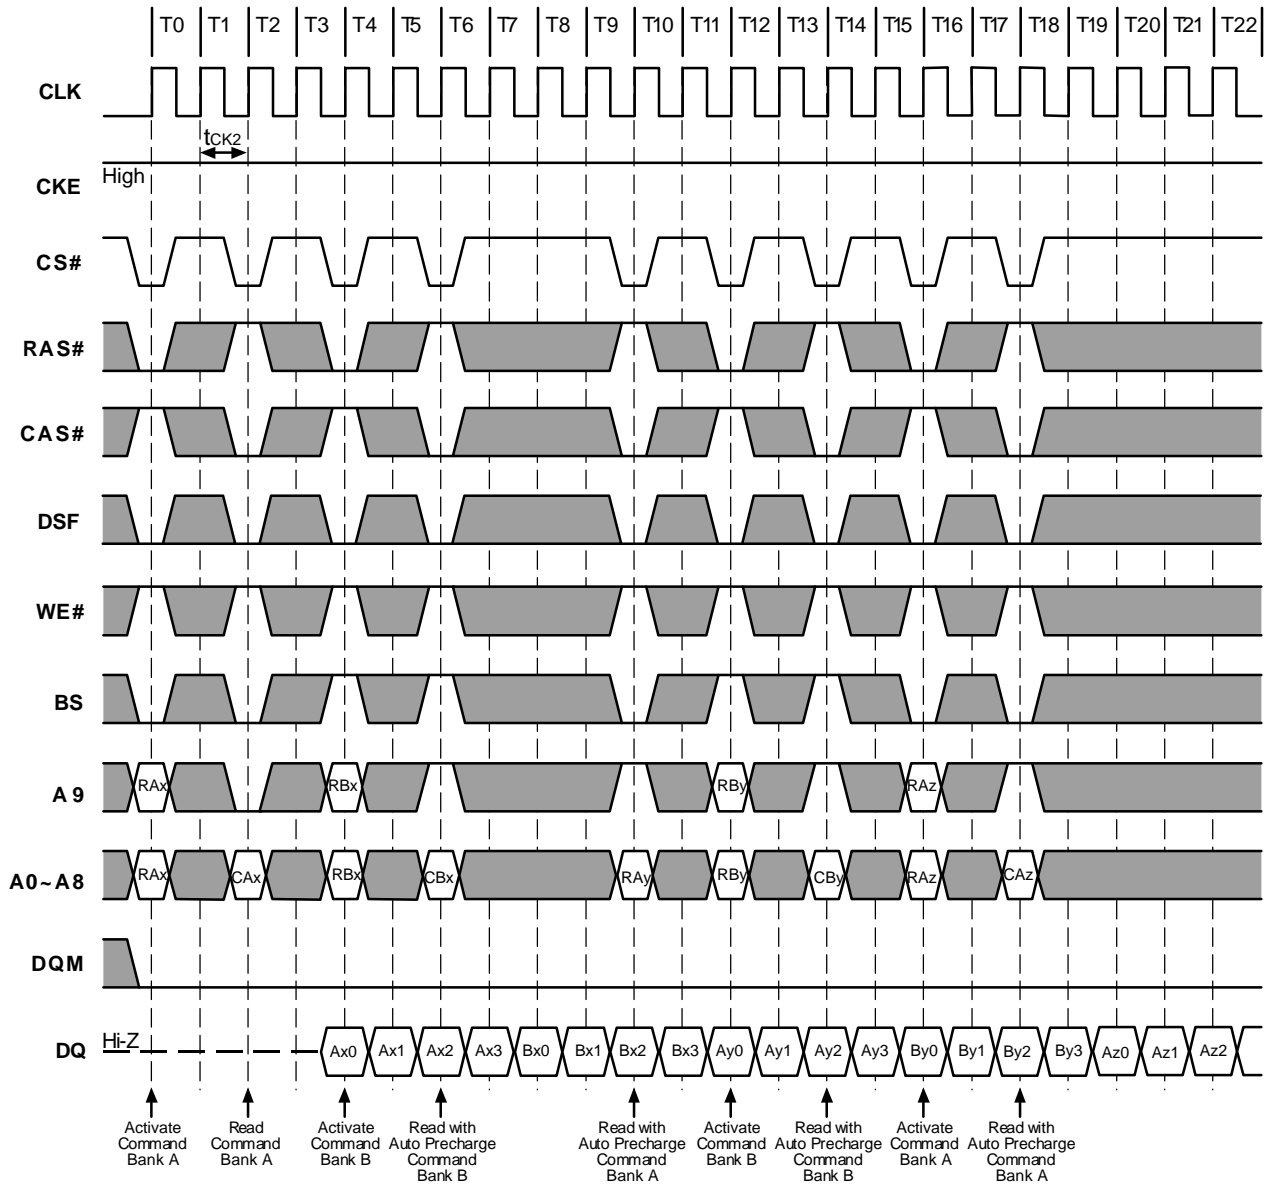 T0 T1 T2 T3 T4 T5 T6 T7 T8 T9 T10 T11 T12 T13 T14 T15 T16 T17 T18 T19 T20 T21 T22
CLK
tCK2
High
CKE
CS#
RAS#
CAS#
DSF
WE#
BS
A9 RAx RBx RBy RAz
A0~A8 RAx CAx RBx CBx RAy RBy CBy RAz CAz
DQM
DQ Hi-Z Ax0 Ax1 Ax2 Ax3 Bx0 Bx1 Bx2 Bx3 Ay0 Ay1 Ay2 Ay3 By0 By1 By2 By3 Az0 Az1 Az2
Activate
Command
Bank A
Read
Command
Bank A
Activate
Command
Bank B
Read with
Auto Precharge
Command
Bank B
Read with
Auto Precharge
Command
Bank A
Activate
Command
Bank B
Read with
Auto Precharge
Command
Bank B
Activate
Command
Bank A
Read with
Auto Precharge
Command
Bank A